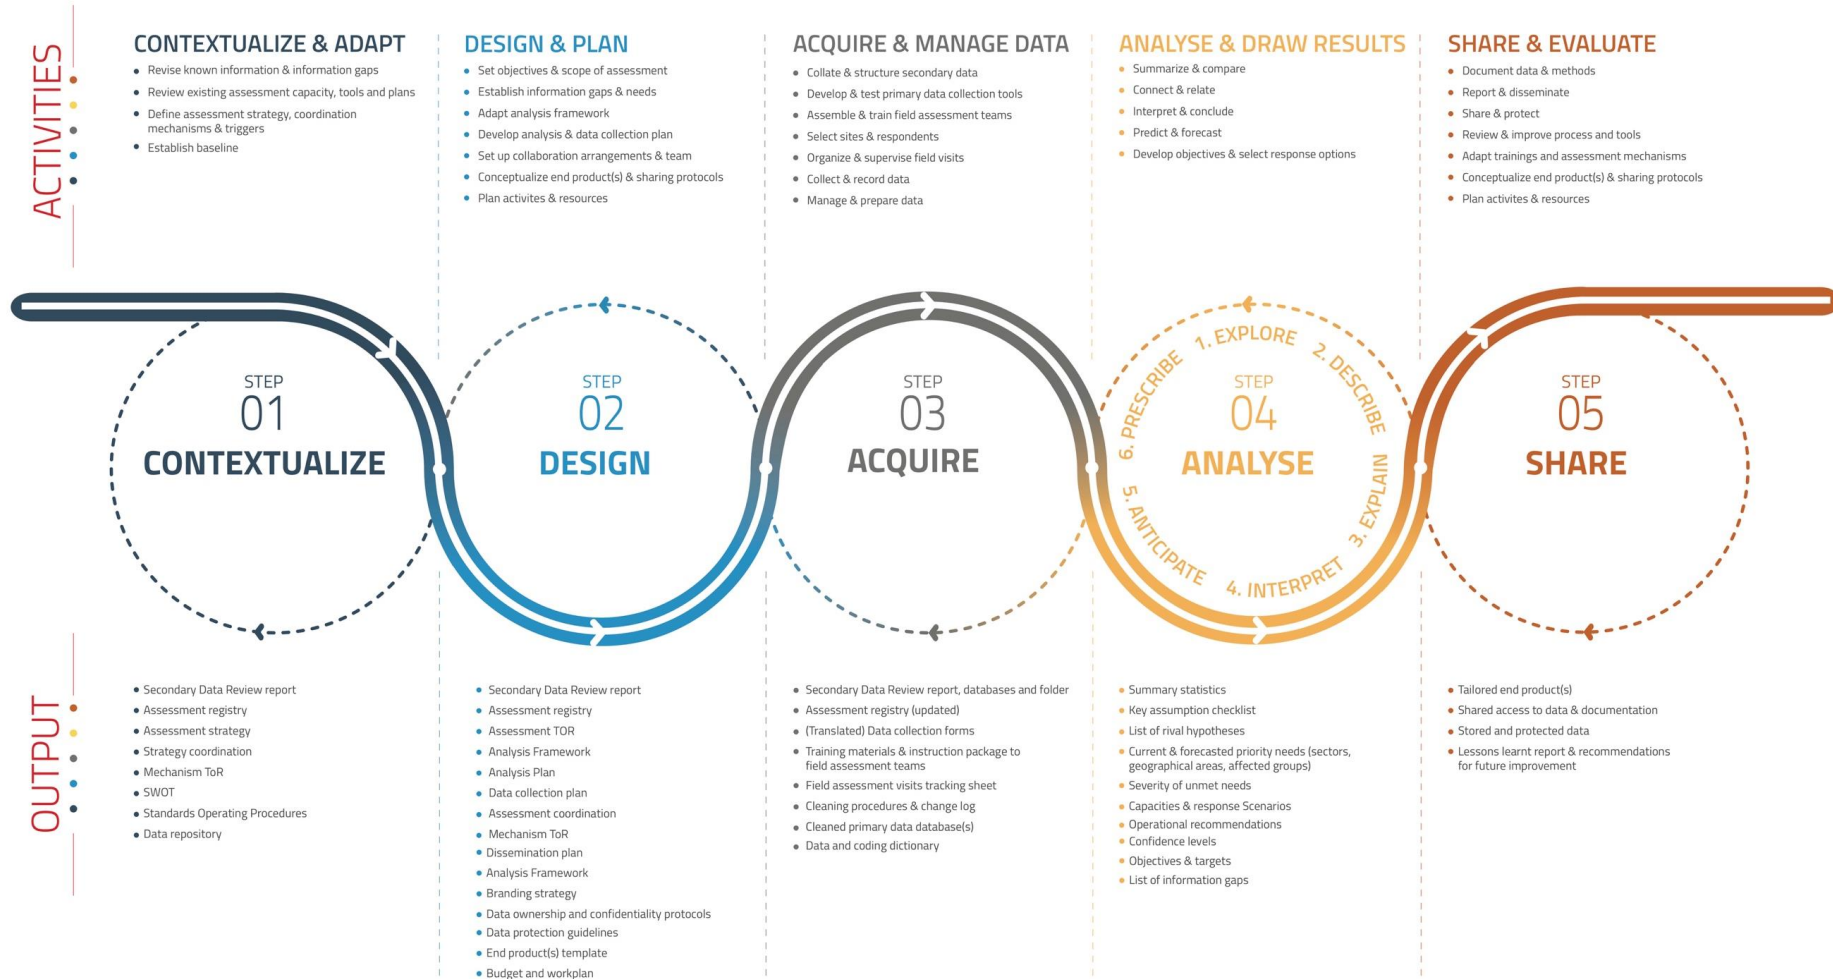 ACTIVITIES
CONTEXTUALIZE & ADAPT
Revise known information & information gaps
Review existing assessment capacity, tools and plans
Define assessment strategy, coordination
mechanisms & triggers
Establish baseline
DESIGN & PLAN
Set objectives & scope of assessment
Establish information gaps & needs
Adapt analysis framework
Develop analysis & data collection plan
Set up collaboration arrangements & team
Conceptualize end product(s) & sharing protocols
Plan activites & resources
ACQUIRE & MANAGE DATA
Collate & structure secondary data
Develop & test primary data collection tools
Assemble & train field assessment teams
Select sites & respondents
Organize & supervise field visits
Collect & record data
Manage & prepare data
ANALYSE & DRAW RESULTS
Summarize & compare
Connect & relate
Interpret & conclude
Predict & forecast
Develop objectives & select response options
SHARE & EVALUATE
Document data & methods
Report & disseminate
Share & protect
Review & improve process and tools
Adapt trainings and assessment mechanisms
Conceptualize end product(s) & sharing protocols
Plan activites & resources
STEP
01
CONTEXTUALIZE
STEP
02
DESIGN
STEP
03
ACQUIRE
STEP
04
ANALYSE
1. EXPLORE
2. DESCRIBE
3. EXPLAIN
4. INTERPRET
5. ANTICIPATE
6. PRESCRIBE
STEP
05
SHARE
OUTPUT
Secondary Data Review report
Assessment registry
Assessment strategy
Strategy coordination
Mechanism ToR
SWOT
Standards Operating Procedures
Data repository
Secondary Data Review report
Assessment registry
Assessment TOR
Analysis Framework
Analysis Plan
Data collection plan
Assessment coordination
Mechanism ToR
Dissemination plan
Analysis Framework
Branding strategy
Data ownership and confidentiality protocols
Data protection guidelines
End product(s) template
Budget and workplan
Secondary Data Review report, databases and folder
Assessment registry (updated)
(Translated) Data collection forms
Training materials & instruction package to
field assessment teams
Field assessment visits tracking sheet
Cleaning procedures & change log
Cleaned primary data database(s)
Data and coding dictionary
Summary statistics
Key assumption checklist
List of rival hypotheses
Current & forecasted priority needs (sectors,
geographical areas, affected groups)
Severity of unmet needs
Capacities & response Scenarios
Operational recommendations
Confidence levels
Objectives & targets
List of information gaps
Tailored end product(s)
Shared access to data & documentation
Stored and protected data
Lessons learnt report & recommendations
for future improvement